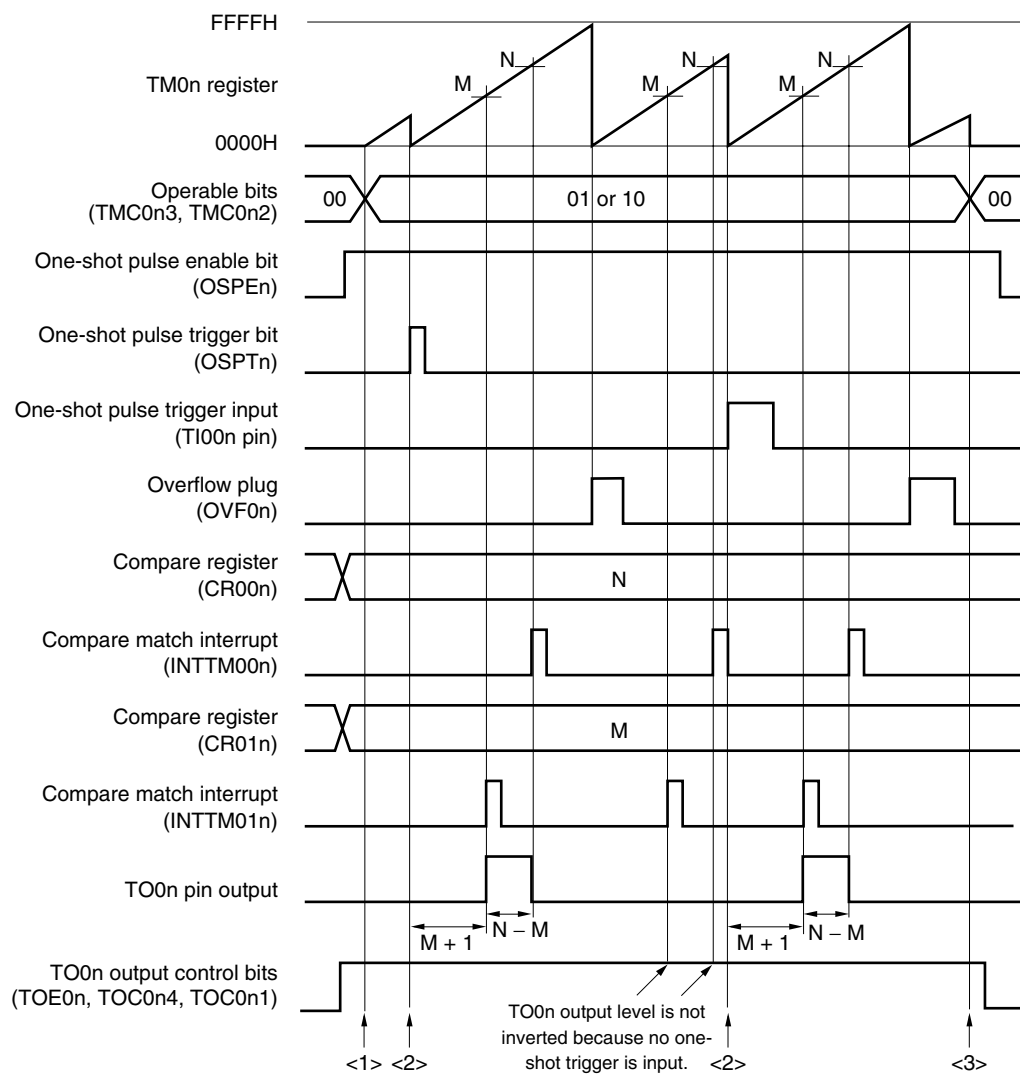 FFFFH
TM0n register
0000H
M
N
M
N
M
N
Operable bits
(TMC0n3, TMC0n2)
00
01 or 10
00
One-shot pulse enable bit
(OSPEn)
One-shot pulse trigger bit
(OSPTn)
One-shot pulse trigger input
(TI00n pin)
Overflow plug
(OVF0n)
Compare register
(CR00n)
N
Compare match interrupt
(INTTM00n)
Compare register
(CR01n)
M
Compare match interrupt
(INTTM01n)
TO0n pin output
M + 1
N – M
M + 1
N – M
TO0n output control bits
(TOE0n, TOC0n4, TOC0n1)
TO0n output level is not
inverted because no one-
shot trigger is input.
<1>
<2>
<2>
<3>